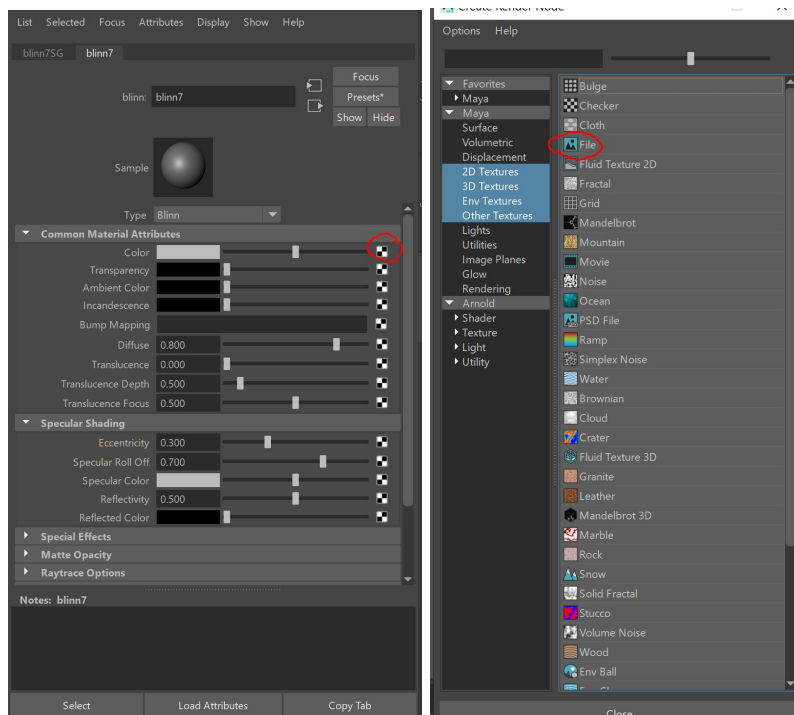 List Selected Focus Attributes Display Show Help
blinn7SG blinn7
Focus
blinn: blinn7
Presets*
Show Hide
Sample
Type Blinn
Common Material Attributes
Color
Transparency
Ambient Color
Incandescence
Bump Mapping
Diffuse 0.800
Translucence 0.000
Translucence Depth 0.500
Translucence Focus 0.500
Specular Shading
Eccentricity 0.300
Specular Roll Off 0.700
Specular Color
Reflectivity 0.500
Reflected Color
Special Effects
Matte Opacity
Raytrace Options
Notes: blinn7
Select Load Attributes Copy Tab
Create Render Node
Options Help
Favorites
Maya
Maya
Surface
Volumetric
Displacement
2D Textures
3D Textures
Env Textures
Other Textures
Lights
Utilities
Image Planes
Glow
Rendering
Arnold
Shader
Texture
Light
Utility
Bulge
Checker
Cloth
File
Fluid Texture 2D
Fractal
Grid
Mandelbrot
Mountain
Movie
Noise
Ocean
PSD File
Ramp
Simplex Noise
Water
Brownian
Cloud
Crater
Fluid Texture 3D
Granite
Leather
Mandelbrot 3D
Marble
Rock
Snow
Solid Fractal
Stucco
Volume Noise
Wood
Env Ball
Close